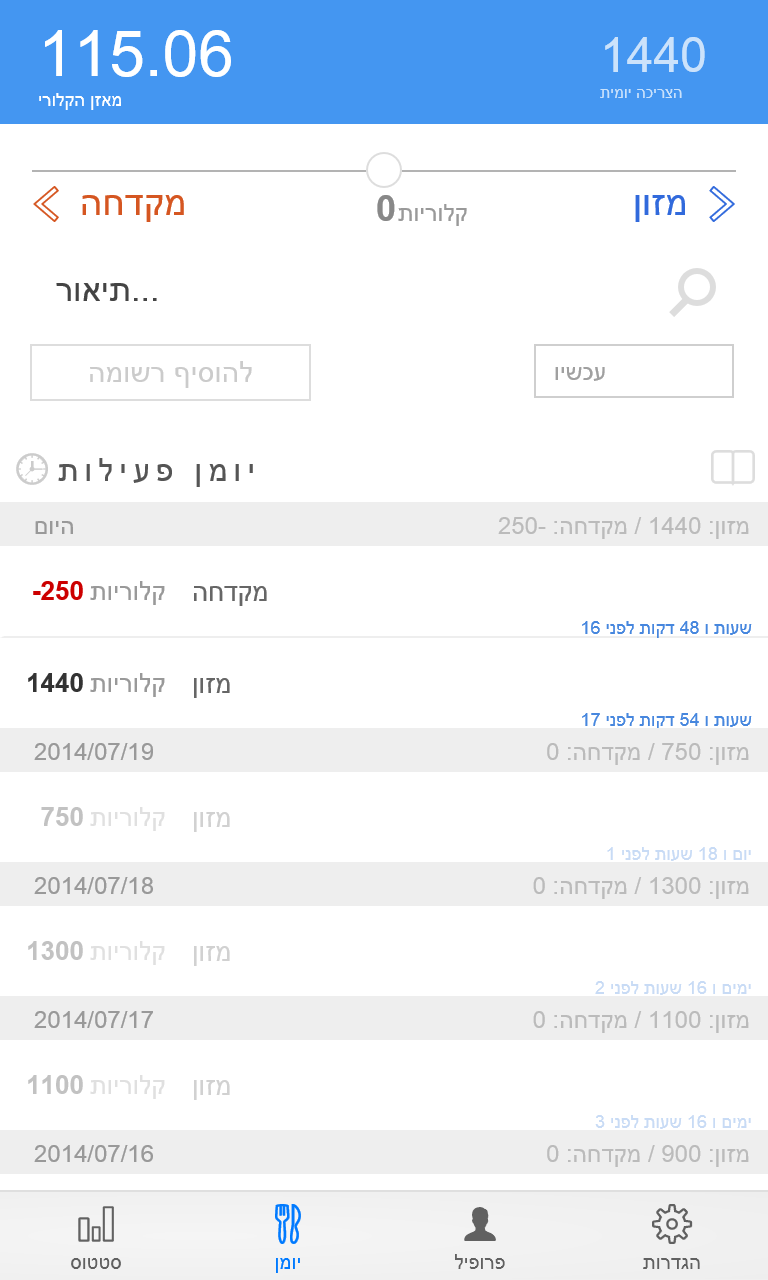 115.06
1440
מאזן הקלורי
הצריכה יומית
מזון
קלוריות 0
מקדחה
תיאור...
להוסיף רשומה
עכשיו
יומן פעילות
היום
מזון: 1440 / מקדחה: -250
-250 קלוריות מקדחה
שעות ו 48 דקות לפני 16
1440 קלוריות מזון
שעות ו 54 דקות לפני 17
2014/07/19
מזון: 750 / מקדחה: 0
750 קלוריות מזון
יום ו 18 שעות לפני 1
2014/07/18
מזון: 1300 / מקדחה: 0
1300 קלוריות מזון
ימים ו 16 שעות לפני 2
2014/07/17
מזון: 1100 / מקדחה: 0
1100 קלוריות מזון
ימים ו 16 שעות לפני 3
2014/07/16
מזון: 900 / מקדחה: 0
הגדרות
פרופיל
יומן
סטטוס